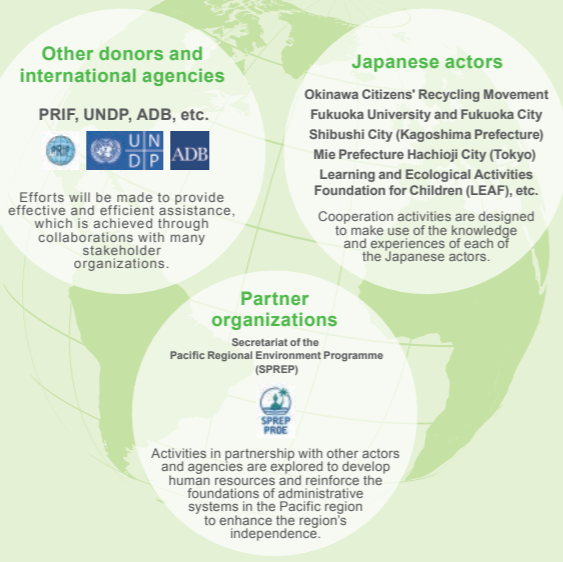 Other donors and
international agencies
PRIF, UNDP, ADB, etc.
PRIF
U N
D P
ADB
Efforts will be made to provide
effective and efficient assistance,
which is achieved through
collaborations with many
stakeholder
organizations.
Japanese actors
Okinawa Citizens' Recycling Movement
Fukuoka University and Fukuoka City
Shibushi City (Kagoshima Prefecture)
Mie Prefecture Hachioji City (Tokyo)
Learning and Ecological Activities
Foundation for Children (LEAF), etc.
Cooperation activities are designed
to make use of the knowledge
and experiences of each of
the Japanese actors.
Partner
organizations
Secretariat of the
Pacific Regional Environment Programme
(SPREP)
SPREP
PROE
Activities in partnership with other actors
and agencies are explored to develop
human resources and reinforce the
foundations of administrative
systems in the Pacific region
to enhance the region's
independence.